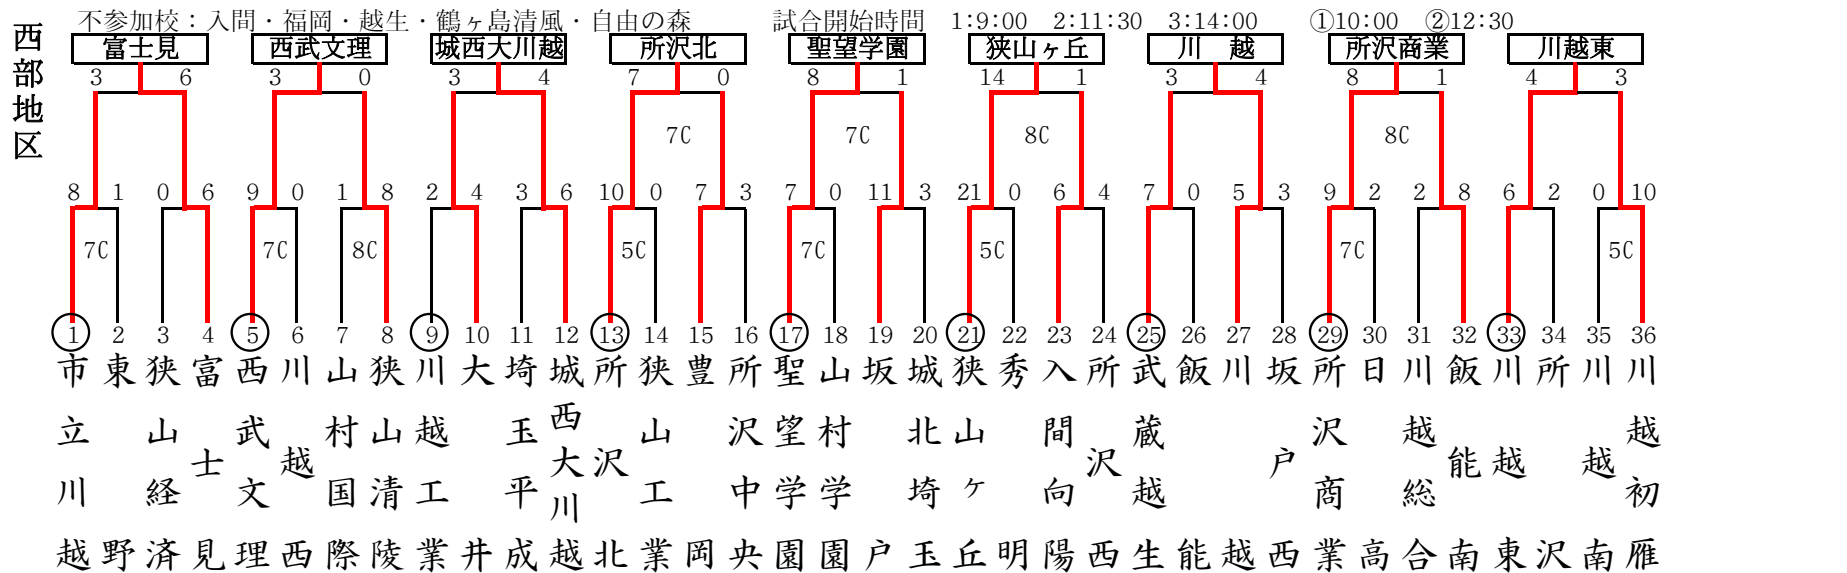 西部地区
不参加校：入間・福岡・越生・鶴ヶ島清風・自由の森　試合開始時間　1:9:00　2:11:30　3:14:00　①10:00　②12:30
富士見　西武文理　城西大川越　所沢北　聖望学園　狭山ヶ丘　川　越　所沢商業　川越東
3 6 3 0 3 4 7 0 8 1 14 1 3 4 8 1 4 3
7C 7C 8C 8C
8 1 0 6 9 0 1 8 2 4 3 6 10 0 7 3 7 0 11 3 21 0 6 4 7 0 5 3 9 2 2 8 6 2 0 10
7C 7C 8C 5C 7C 5C 7C 5C
1 2 3 4 5 6 7 8 9 10 11 12 13 14 15 16 17 18 19 20 21 22 23 24 25 26 27 28 29 30 31 32 33 34 35 36
市立川越
東野
狭山経済
富士見
西武文理
川越西
山村国際
狭山清陵
川越工業
大井
埼玉平成
城西大川越
所沢北
狭山工業
豊岡
所沢中央
聖望学園
山村学園
坂戸
城北埼玉
狭山ケ丘
秀明
入間向陽
所沢西
武蔵越生
飯能
川越
坂戸西
所沢商業
日高
川越総合
飯能南
川越東
所沢
川越南
川越初雁